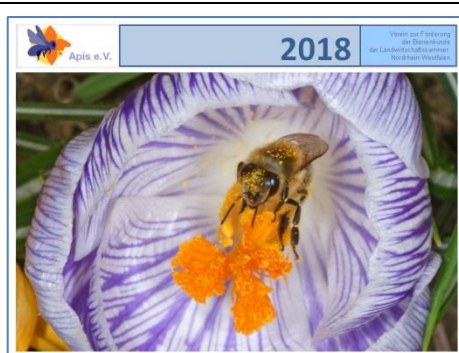 Apis e.V.
2018
Verein zur Förderung
der Bienenkunde
der Landwirtschaftskammer
Nordrhein-Westfalen